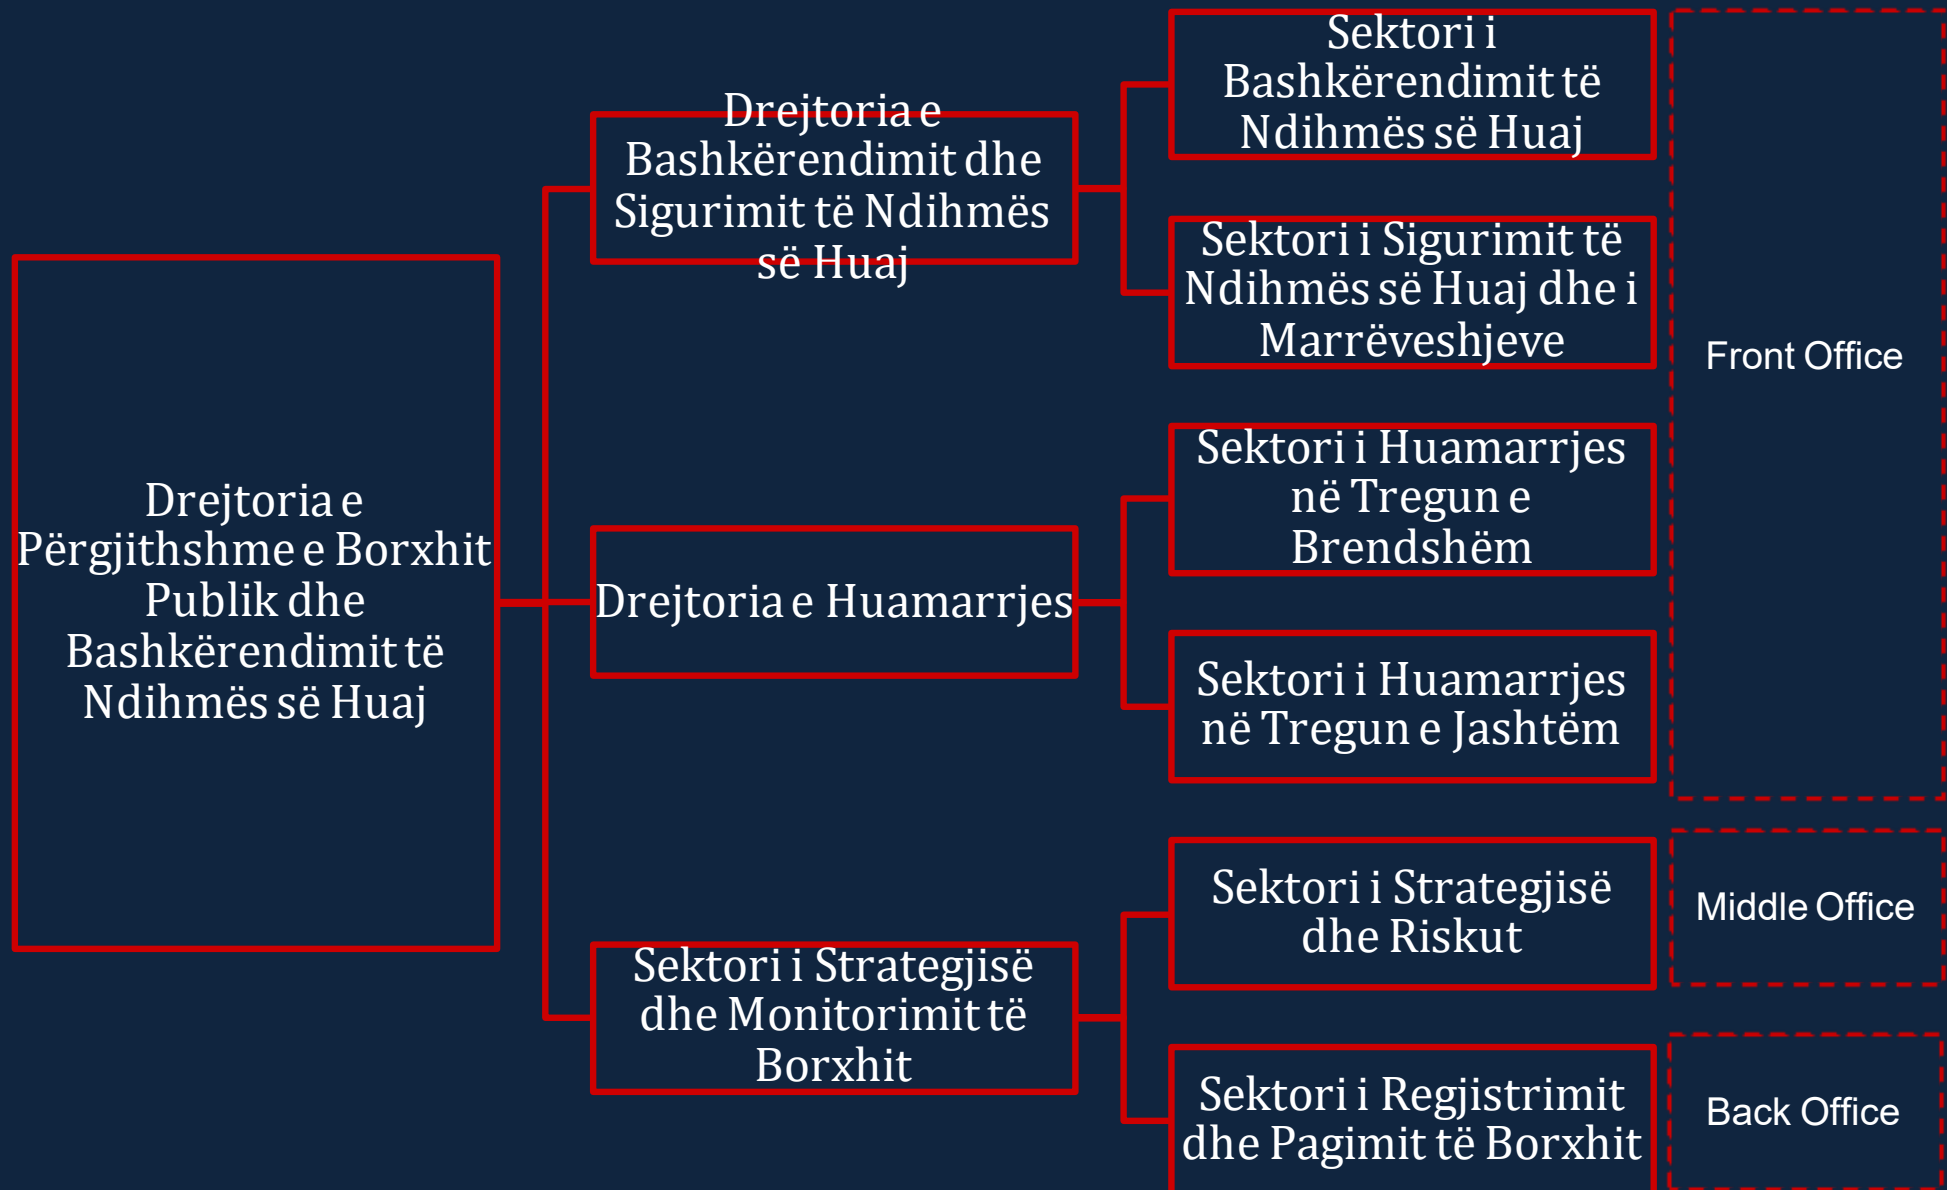 Drejtoria e
Përgjithshme e Borxhit
Publik dhe
Bashkërendimit të
Ndihmës së Huaj
Drejtoria e
Bashkërendimit dhe
Sigurimit të Ndihmës
së Huaj
Sektori i
Bashkërendimit të
Ndihmës së Huaj
Sektori i Sigurimit të
Ndihmës së Huaj dhe i
Marrëveshjeve
Drejtoria e Huamarrjes
Sektori i Huamarrjes
në Tregun e
Brendshëm
Sektori i Huamarrjes
në Tregun e Jashtëm
Sektori i Strategjisë
dhe Monitorimit të
Borxhit
Sektori i Strategjisë
dhe Riskut
Sektori i Regjistrimit
dhe Pagimit të Borxhit
Front Office
Middle Office
Back Office